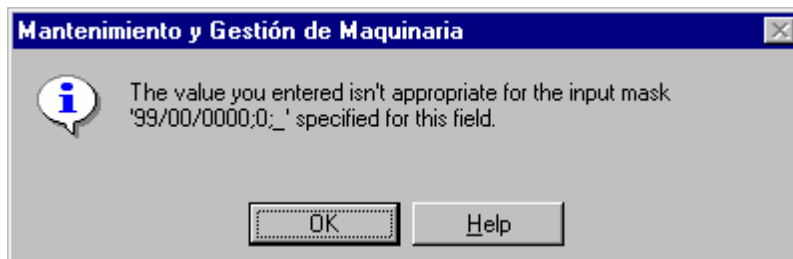 Mantenimiento y Gestión de Maquinaria
The value you entered isn't appropriate for the input mask
'99/00/0000;0;_' specified for this field.
OK
Help